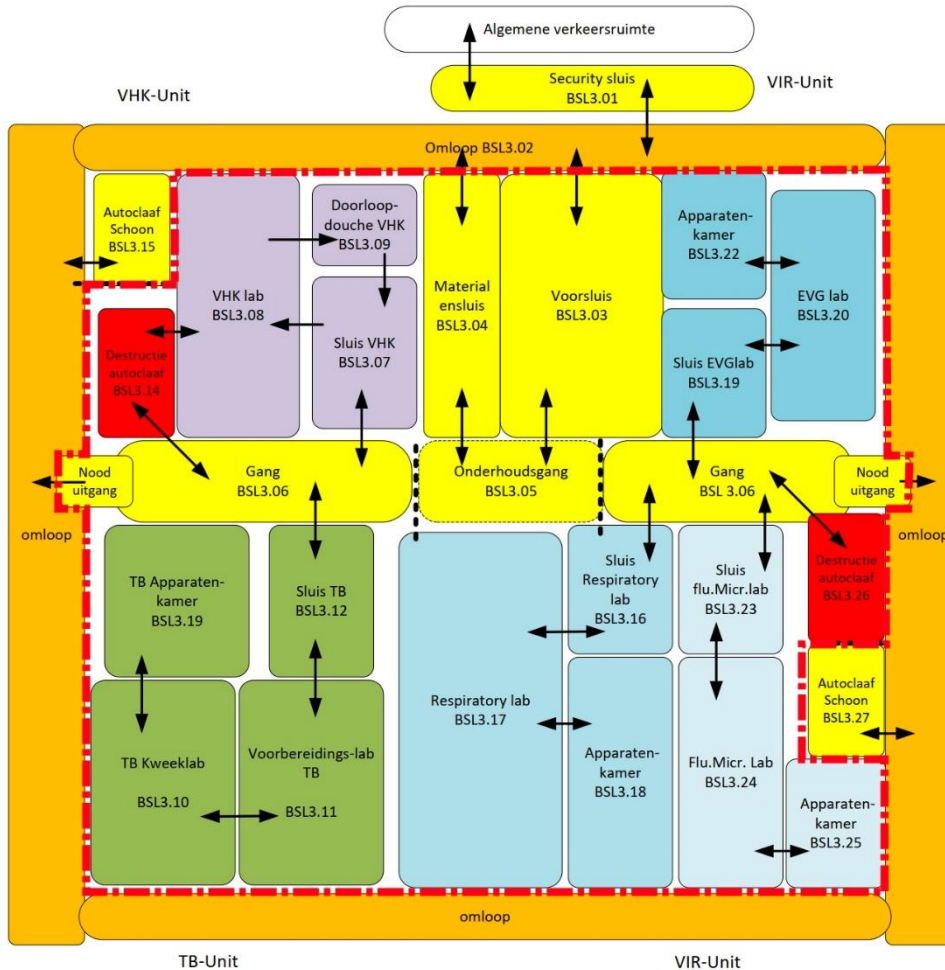 Algemene verkeersruimte
Security sluis
BSL3.01
VHK-Unit
VIR-Unit
Omloop BSL3.02
Autoclaaf
Schoon
BSL3.15
VHK lab
BSL3.08
Doorloop-
douche VHK
BSL3.09
Sluis VHK
BSL3.07
Material
ensluis
BSL3.04
Voorsluis
BSL3.03
Apparaten-
kamer
BSL3.22
EVG lab
BSL3.20
Sluis EVGlab
BSL3.19
Destructie
autoclaaf
BSL3.14
Nood
uitgang
Gang
BSL3.06
Onderhoudsgang
BSL3.05
Gang
BSL 3.06
Nood
uitgang
omloop
omloop
TB Apparaten-
kamer
BSL3.19
Sluis TB
BSL3.12
Sluis
Respiratory
lab
BSL3.16
Sluis
flu.Micr.lab
BSL3.23
Destructie
autoclaaf
BSL3.26
Respiratory lab
BSL3.17
Autoclaaf
Schoon
BSL3.27
TB Kweeklab
BSL3.10
Voorbereidings-lab
TB
BSL3.11
Apparaten-
kamer
BSL3.18
Flu.Micr. Lab
BSL3.24
Apparaten-
kamer
BSL3.25
omloop
TB-Unit
VIR-Unit